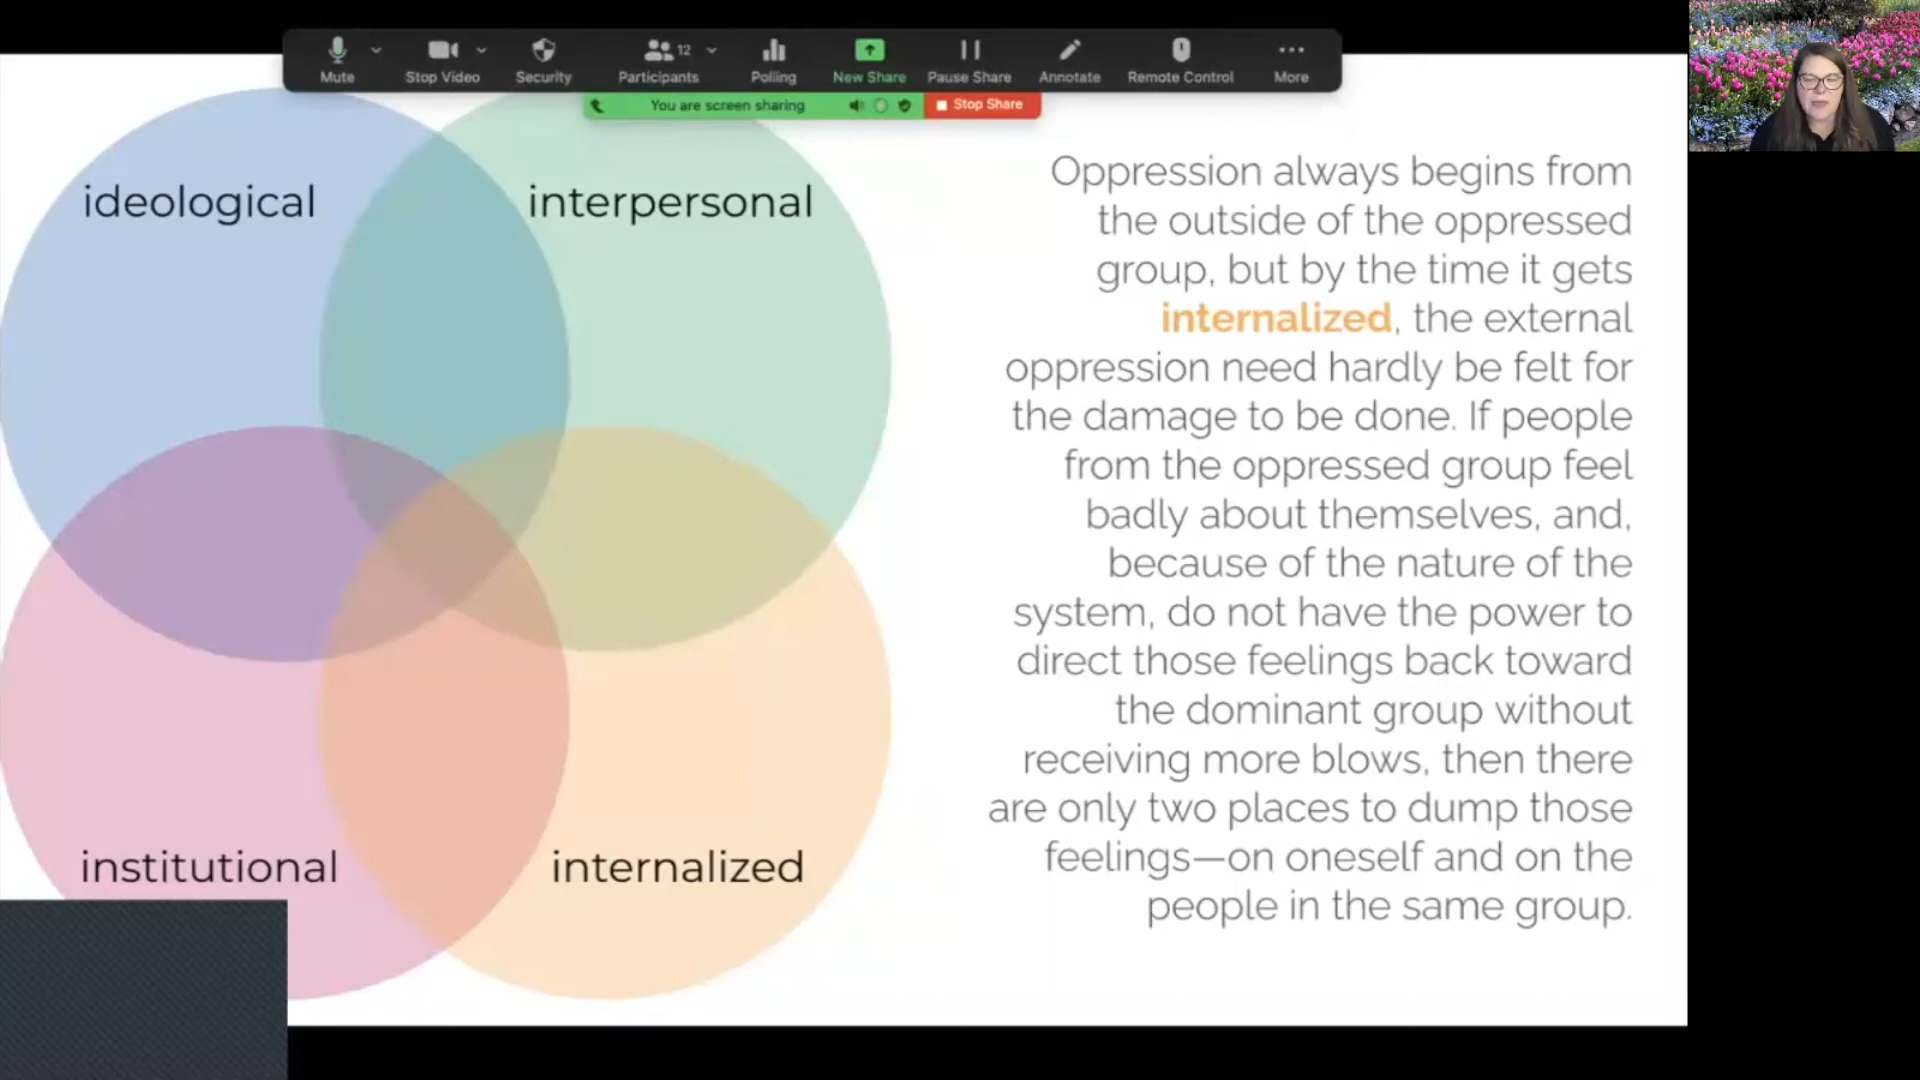 Mute
Stop Video
Security
12
Participants
Polling
New Share
Pause Share
Annotate
Remote Control
More
You are screen sharing
Stop Share
ideological
interpersonal
institutional
internalized
Oppression always begins from
the outside of the oppressed
group, but by the time it gets
internalized, the external
oppression need hardly be felt for
the damage to be done. If people
from the oppressed group feel
badly about themselves, and,
because of the nature of the
system, do not have the power to
direct those feelings back toward
the dominant group without
receiving more blows, then there
are only two places to dump those
feelings—on oneself and on the
people in the same group.